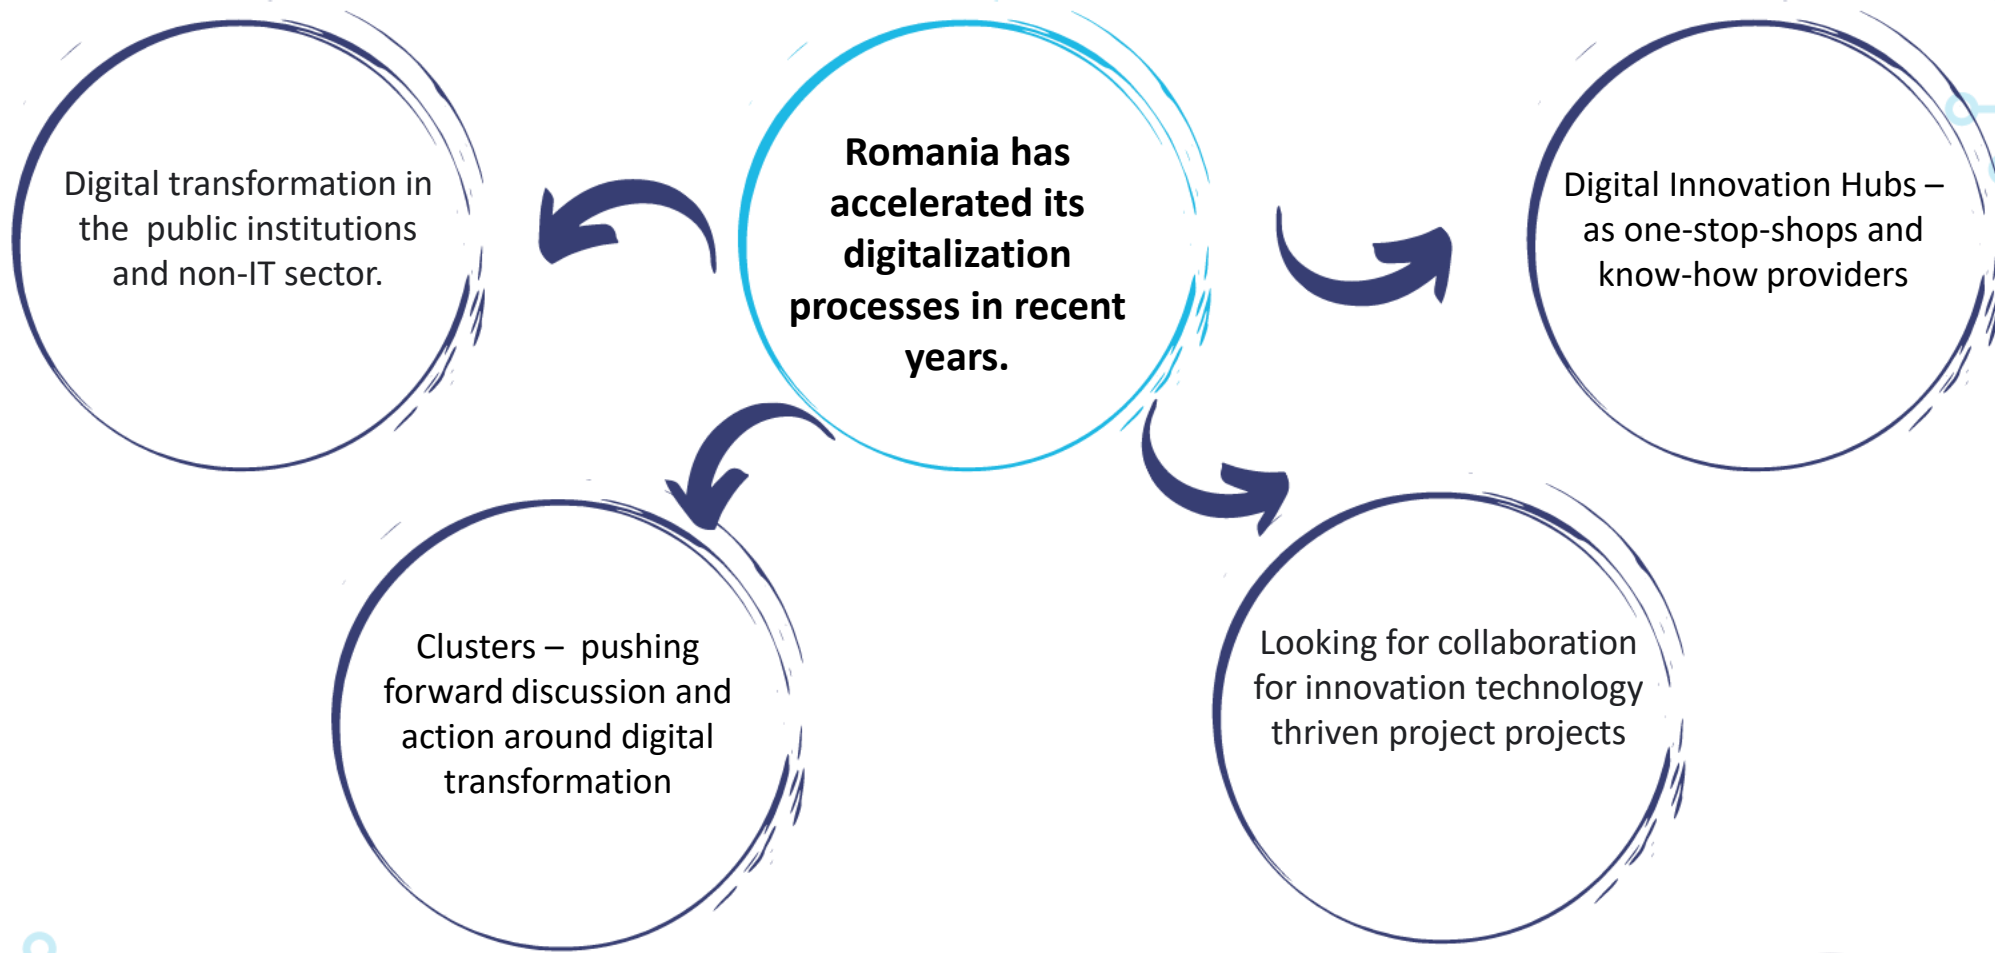 Digital transformation in
the  public institutions
and non-IT sector.
Romania has
accelerated its
digitalization
processes in recent
years.
Digital Innovation Hubs –
as one-stop-shops and
know-how providers
Clusters –  pushing
forward discussion and
action around digital
transformation
Looking for collaboration
for innovation technology
thriven project projects